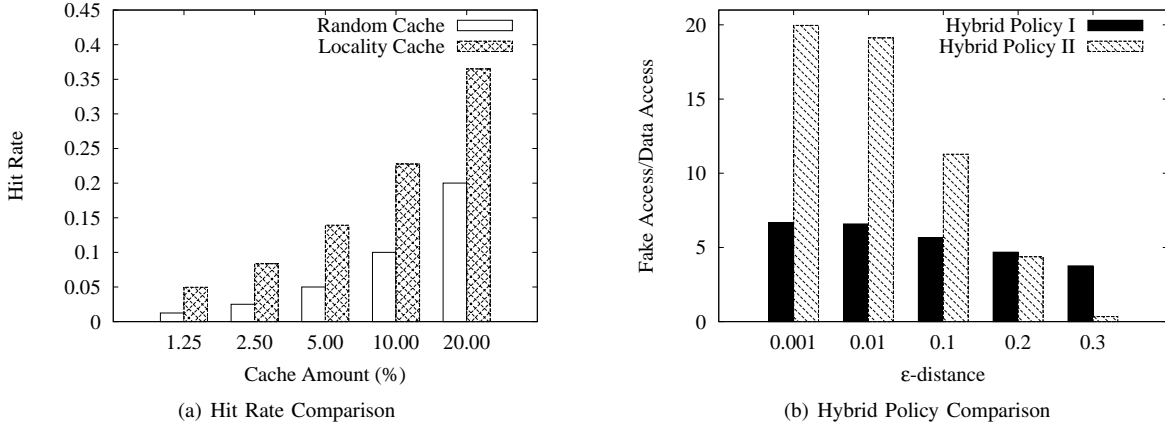 0.45
0.4
0.35
0.3
0.25
0.2
0.15
0.1
0.05
0
Hit Rate
Random Cache
Locality Cache
1.25 2.50 5.00 10.00 20.00
Cache Amount (%)
(a) Hit Rate Comparison
20
15
10
5
0
Fake Access/Data Access
Hybrid Policy I
Hybrid Policy II
0.001 0.01 0.1 0.2 0.3
ε-distance
(b) Hybrid Policy Comparison